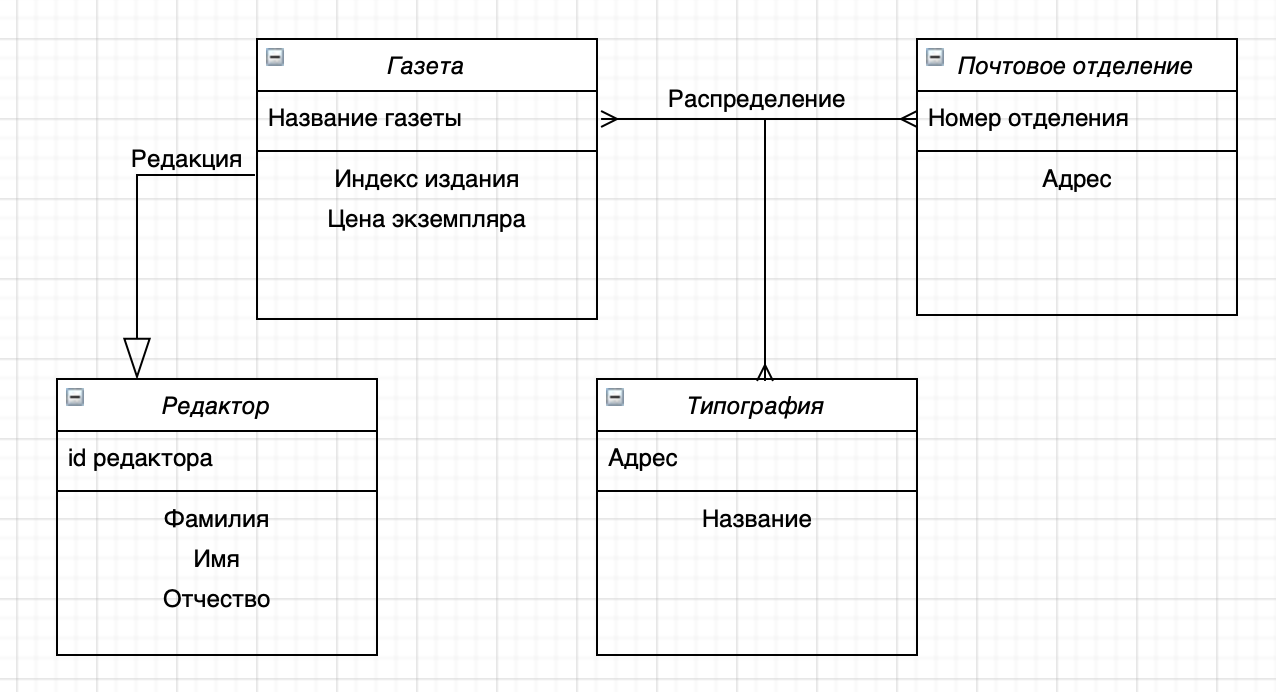 Газета
Название газеты
Индекс издания
Цена экземпляра
Распределение
Почтовое отделение
Номер отделения
Адрес
Редакция
Редактор
id редактора
Фамилия
Имя
Отчество
Типография
Адрес
Название